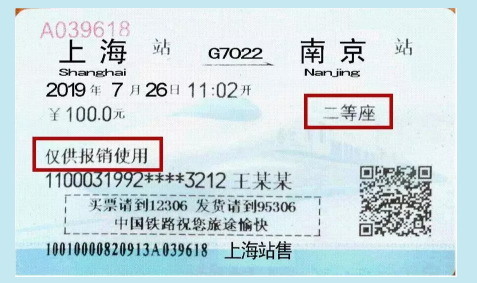 A039618
上海 站 G7022 南京 站
Shanghai Nanjing
2019年 7月26日 11:02开
￥100.0元 二等座
仅供报销使用
1100031992****3212 王某某
买票请到12306 发货请到95306
中国铁路祝您旅途愉快
10010000820913A039618 上海站售